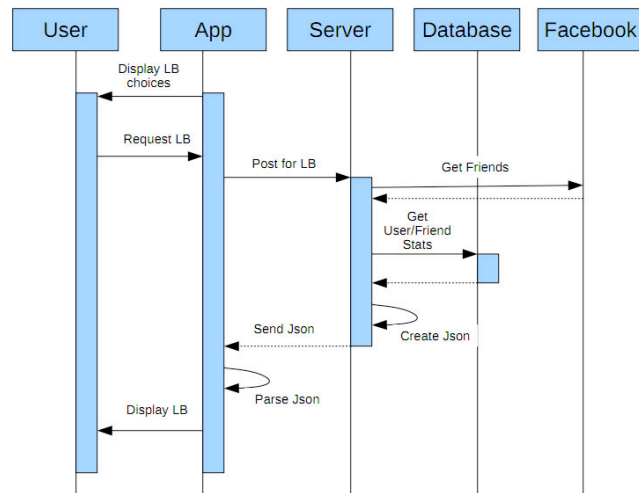 User
App
Server
Database
Facebook
Display LB
choices
Request LB
Post for LB
Get Friends
Get
User/Friend
Stats
Create Json
Send Json
Parse Json
Display LB